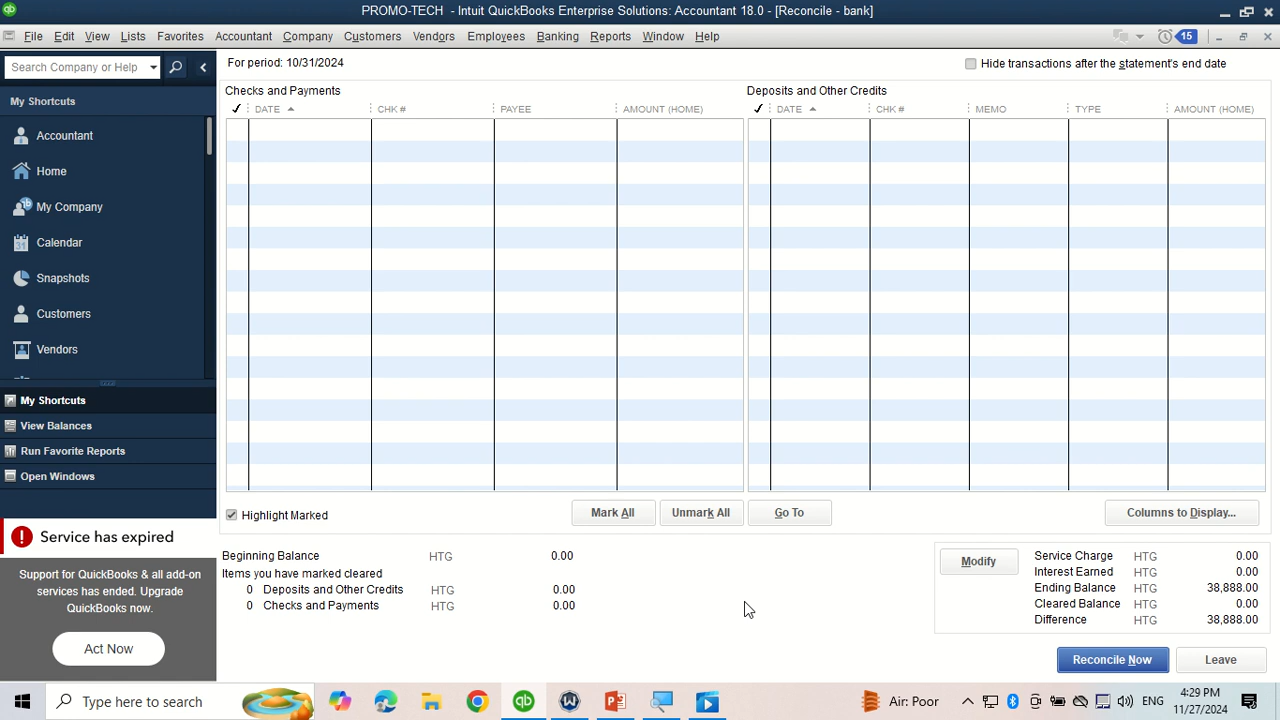 PROMO-TECH - Intuit QuickBooks Enterprise Solutions: Accountant 18.0 - [Reconcile - bank]
File Edit View Lists Favorites Accountant Company Customers Vendors Employees Banking Reports Window Help 15
Search Company or Help
My Shortcuts
Accountant
Home
My Company
31 Calendar
Snapshots
Customers
Vendors
My Shortcuts
View Balances
Run Favorite Reports
Open Windows
Service has expired
Support for QuickBooks & all add-on
services has ended. Upgrade
QuickBooks now.
Act Now
For period: 10/31/2024
Hide transactions after the statement's end date
Checks and Payments
DATE CHK # PAYEE AMOUNT (HOME)
Deposits and Other Credits
DATE CHK # MEMO TYPE AMOUNT (HOME)
Highlight Marked
Mark All Unmark All Go To Columns to Display...
Beginning Balance HTG 0.00
Items you have marked cleared
0 Deposits and Other Credits HTG 0.00
0 Checks and Payments HTG 0.00
Modify
Service Charge HTG 0.00
Interest Earned HTG 0.00
Ending Balance HTG 38,888.00
Cleared Balance HTG 0.00
Difference HTG 38,888.00
Reconcile Now Leave
Type here to search
Air: Poor
ENG
4:29 PM
11/27/2024